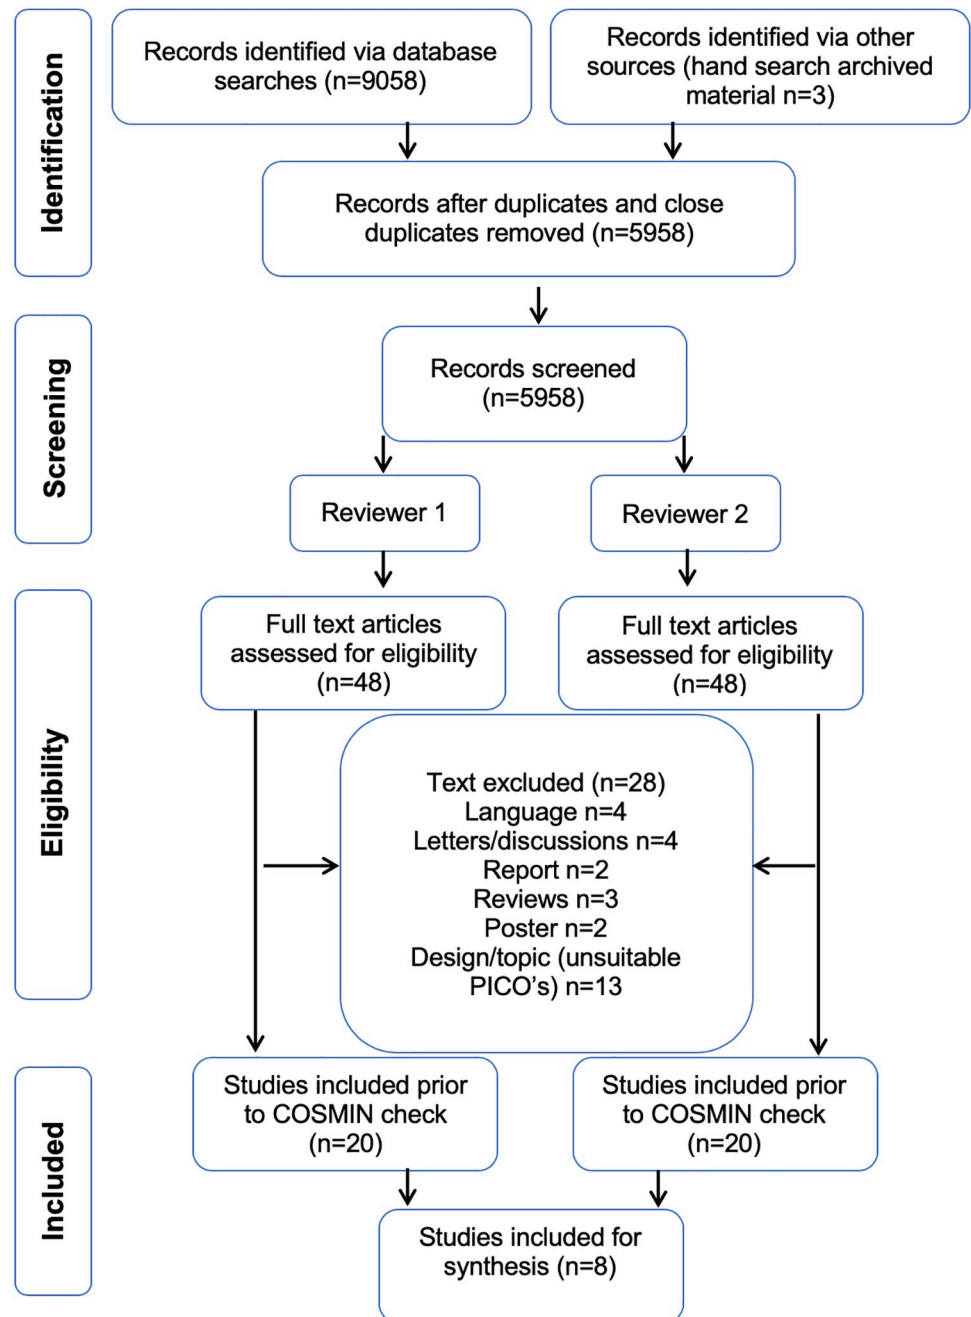 Identification
Records identified via database
searches (n=9058)
Records identified via other
sources (hand search archived
material n=3)
Records after duplicates and close
duplicates removed (n=5958)
Screening
Records screened
(n=5958)
Reviewer 1
Reviewer 2
Eligibility
Full text articles
assessed for eligibility
(n=48)
Full text articles
assessed for eligibility
(n=48)
Text excluded (n=28)
Language n=4
Letters/discussions n=4
Report n=2
Reviews n=3
Poster n=2
Design/topic (unsuitable
PICO’s) n=13
Included
Studies included prior
to COSMIN check
(n=20)
Studies included prior
to COSMIN check
(n=20)
Studies included for
synthesis (n=8)